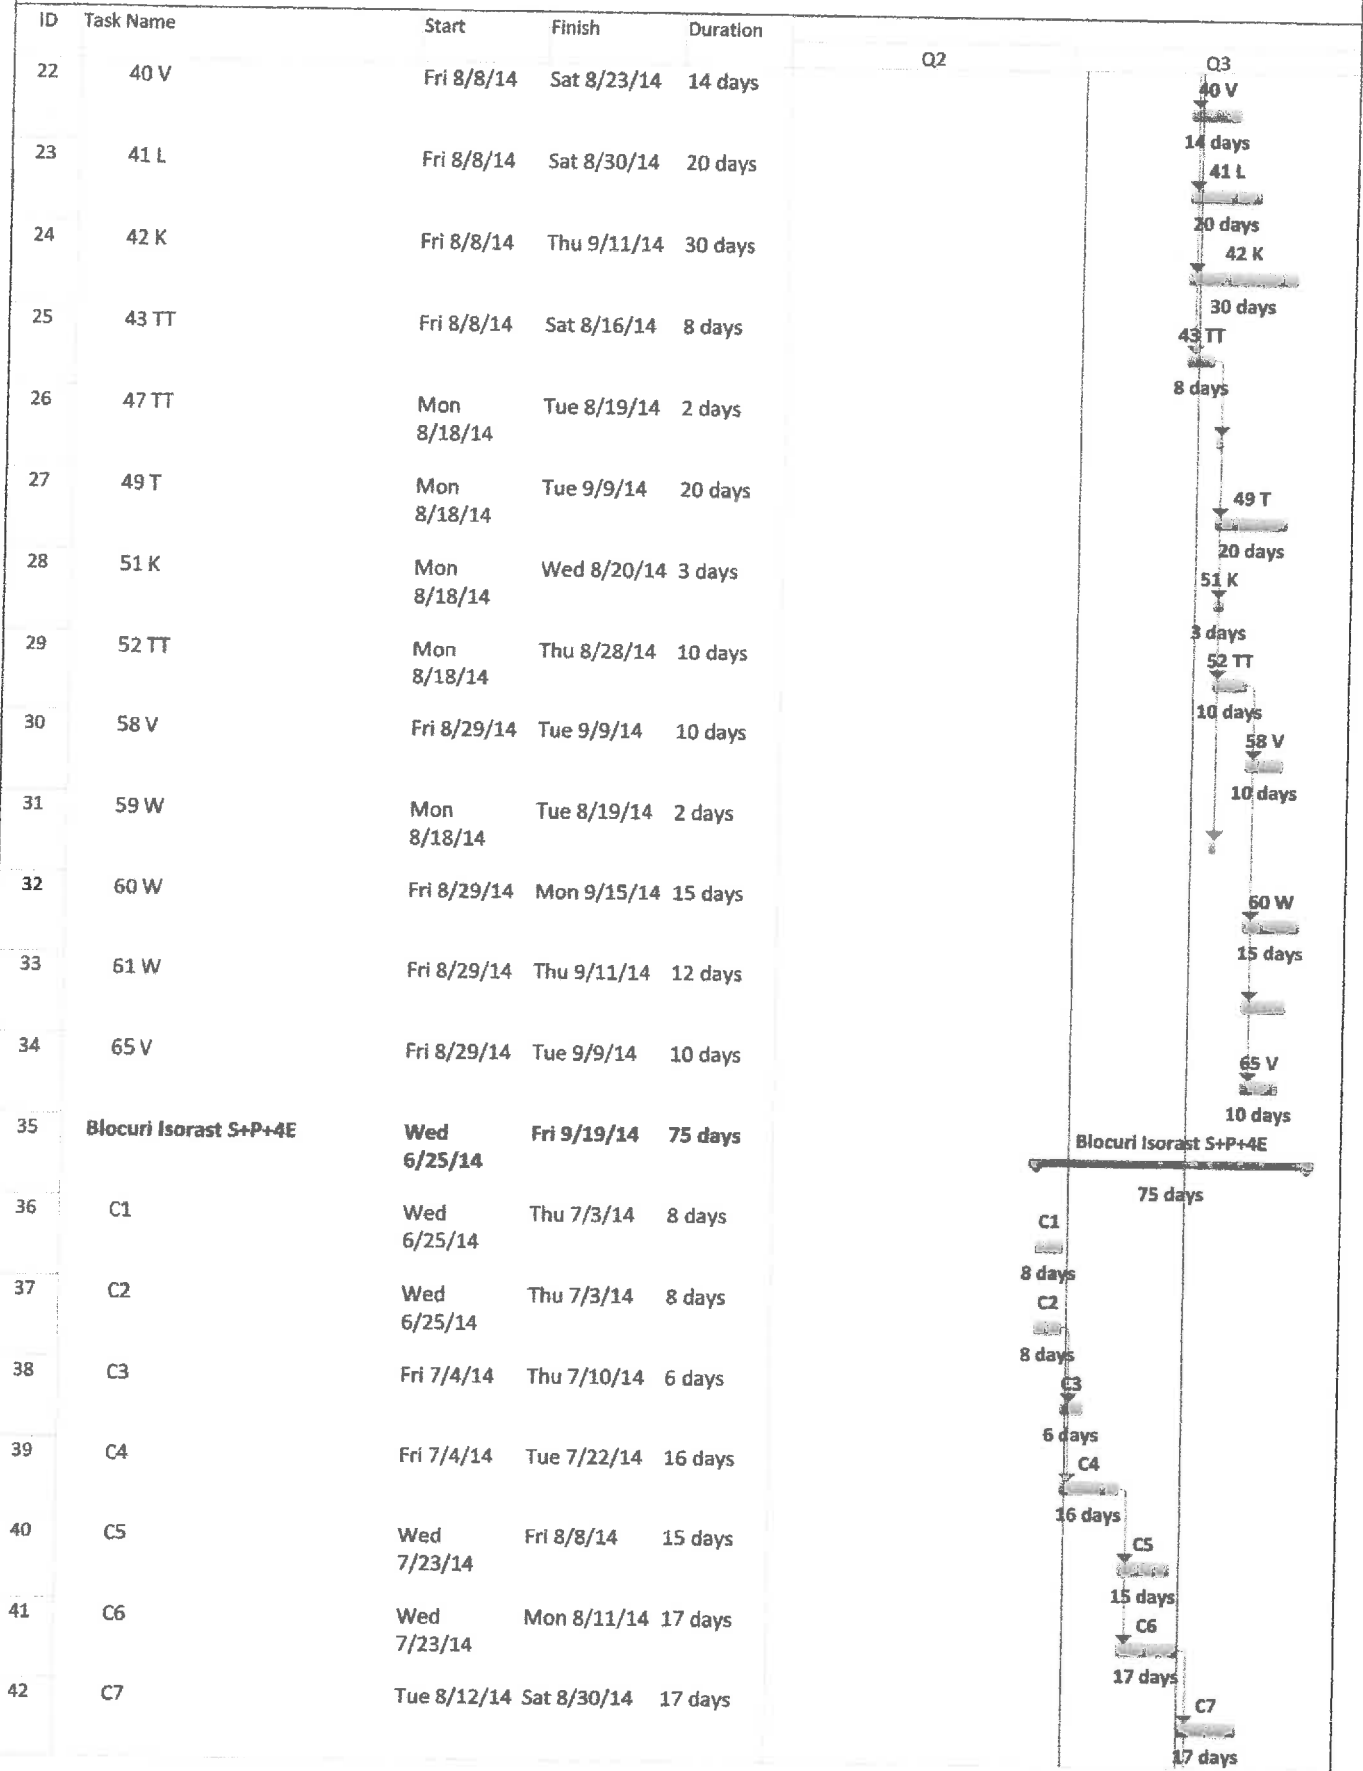 ID Task Name Start Finish Duration
Q2 Q3
22 40 V Fri 8/8/14 Sat 8/23/14 14 days
40 V
14 days
23 41 L Fri 8/8/14 Sat 8/30/14 20 days
41 L
20 days
24 42 K Fri 8/8/14 Thu 9/11/14 30 days
42 K
30 days
25 43 TT Fri 8/8/14 Sat 8/16/14 8 days
43 TT
8 days
26 47 TT Mon Tue 8/19/14 2 days
8/18/14
27 49 T Mon Tue 9/9/14 20 days
8/18/14
49 T
20 days
28 51 K Mon Wed 8/20/14 3 days
8/18/14
51 K
3 days
29 52 TT Mon Thu 8/28/14 10 days
8/18/14
52 TT
10 days
30 58 V Fri 8/29/14 Tue 9/9/14 10 days
58 V
10 days
31 59 W Mon Tue 8/19/14 2 days
8/18/14
32 60 W Fri 8/29/14 Mon 9/15/14 15 days
60 W
15 days
33 61 W Fri 8/29/14 Thu 9/11/14 12 days
34 65 V Fri 8/29/14 Tue 9/9/14 10 days
65 V
10 days
35 Blocuri Isorast S+P+4E Wed Fri 9/19/14 75 days
6/25/14
Blocuri Isorast S+P+4E
75 days
36 C1 Wed Thu 7/3/14 8 days
6/25/14
C1
8 days
37 C2 Wed Thu 7/3/14 8 days
6/25/14
C2
8 days
38 C3 Fri 7/4/14 Thu 7/10/14 6 days
C3
6 days
39 C4 Fri 7/4/14 Tue 7/22/14 16 days
C4
16 days
40 C5 Wed Fri 8/8/14 15 days
7/23/14
C5
15 days
41 C6 Wed Mon 8/11/14 17 days
7/23/14
C6
17 days
42 C7 Tue 8/12/14 Sat 8/30/14 17 days
C7
17 days